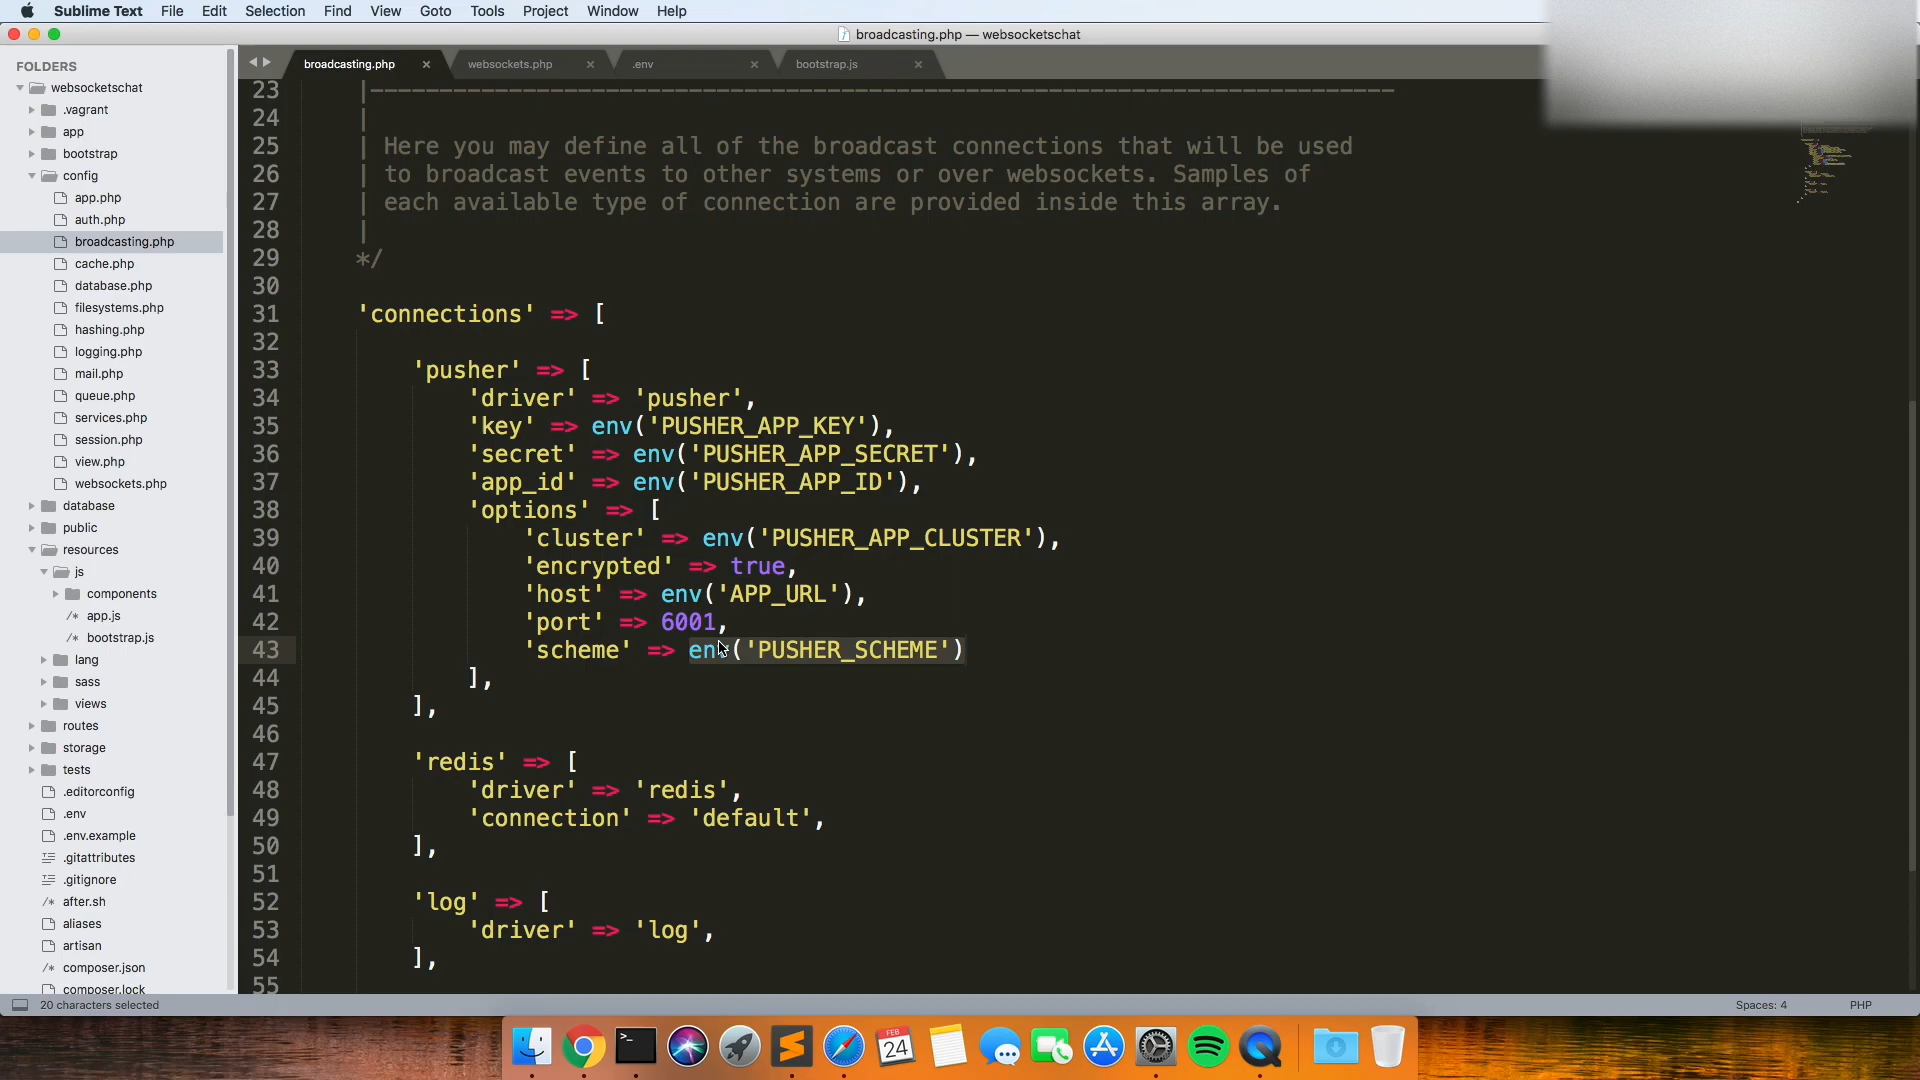 Sublime Text File Edit Selection Find View Goto Tools Project Window Help
broadcasting.php — websocketschat
FOLDERS
websocketschat
.vagrant
app
bootstrap
config
app.php
auth.php
broadcasting.php
cache.php
database.php
filesystems.php
hashing.php
logging.php
mail.php
queue.php
services.php
session.php
view.php
websockets.php
database
public
resources
js
components
app.js
bootstrap.js
lang
sass
views
routes
storage
tests
.editorconfig
.env
.env.example
.gitattributes
.gitignore
after.sh
aliases
artisan
composer.json
composer.lock
broadcasting.php websockets.php .env bootstrap.js
23 |--------------------------------------------------------------------------
24 |
25 | Here you may define all of the broadcast connections that will be used
26 | to broadcast events to other systems or over websockets. Samples of
27 | each available type of connection are provided inside this array.
28 |
29 */
30
31 'connections' => [
32
33 'pusher' => [
34 'driver' => 'pusher',
35 'key' => env('PUSHER_APP_KEY'),
36 'secret' => env('PUSHER_APP_SECRET'),
37 'app_id' => env('PUSHER_APP_ID'),
38 'options' => [
39 'cluster' => env('PUSHER_APP_CLUSTER'),
40 'encrypted' => true,
41 'host' => env('APP_URL'),
42 'port' => 6001,
43 'scheme' => env('PUSHER_SCHEME')
44 ],
45 ],
46
47 'redis' => [
48 'driver' => 'redis',
49 'connection' => 'default',
50 ],
51
52 'log' => [
53 'driver' => 'log',
54 ],
55
20 characters selected Spaces: 4 PHP
FEB
24